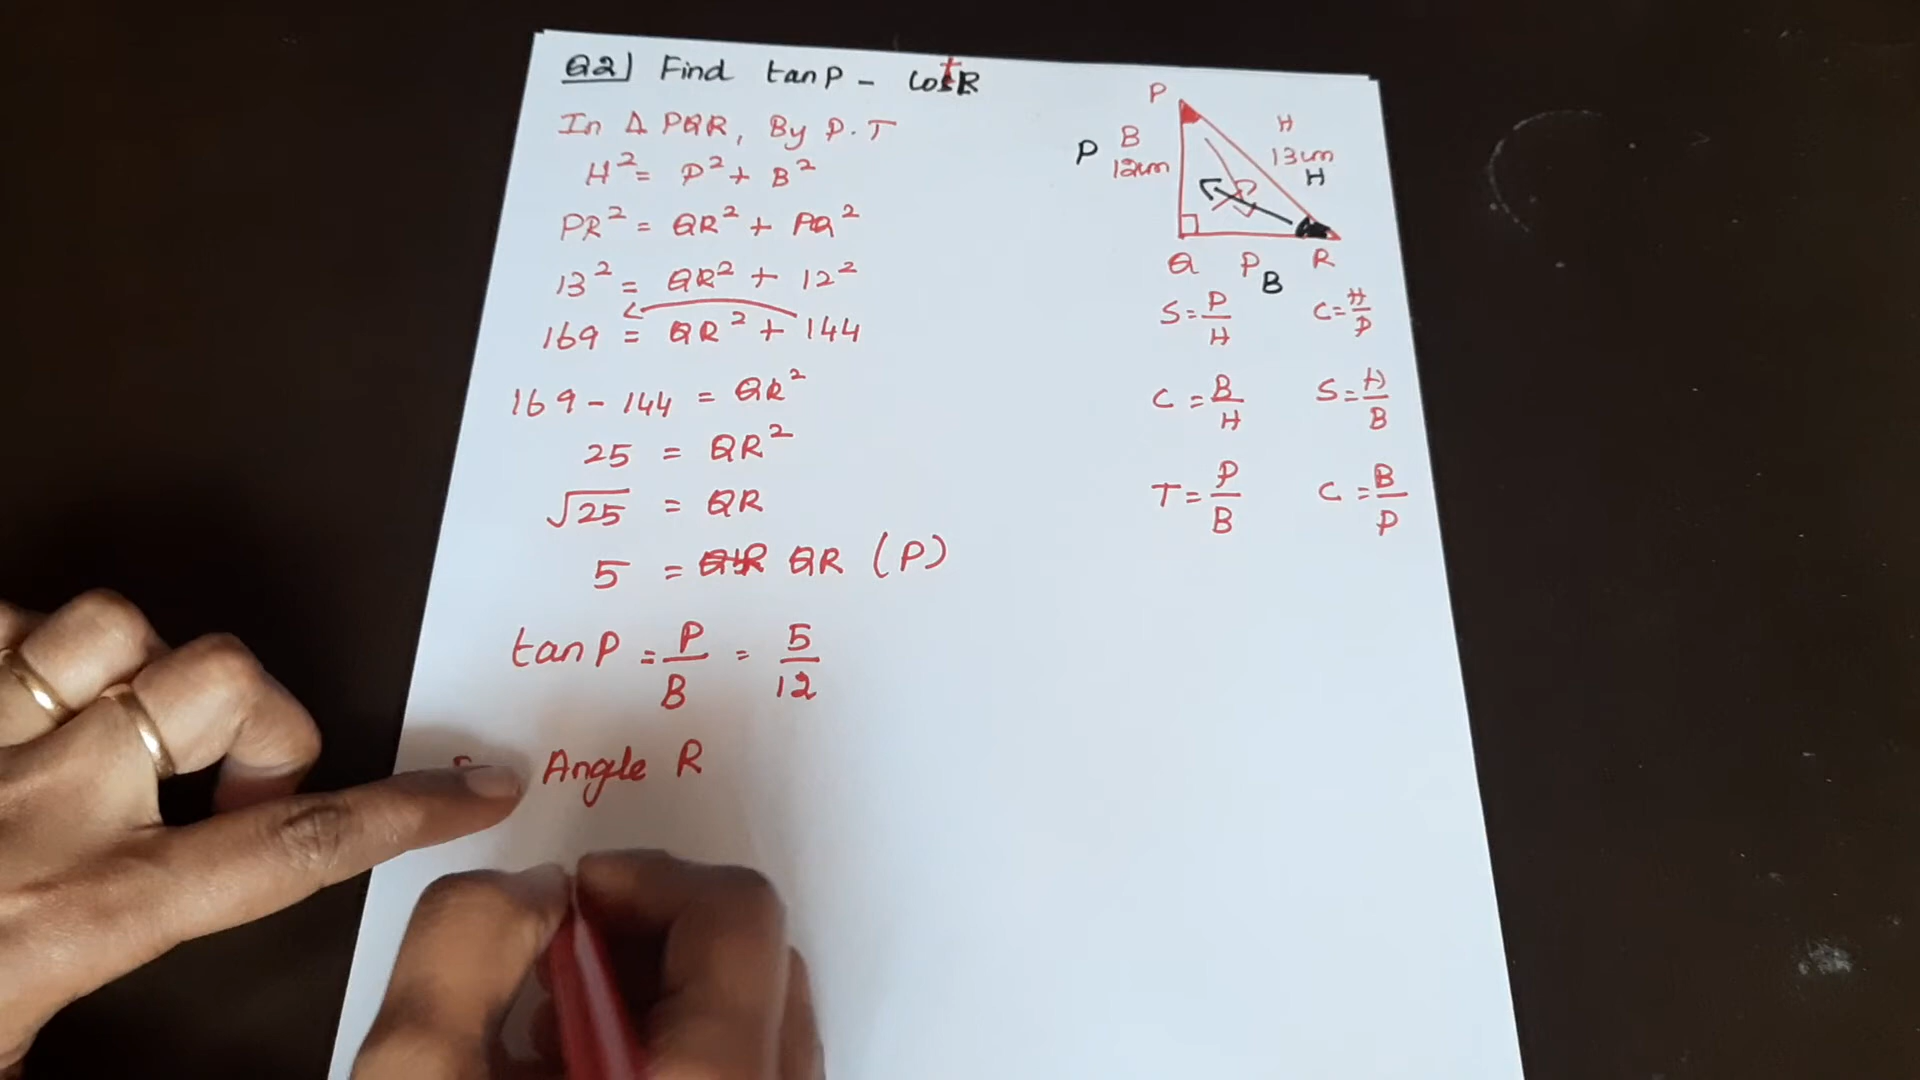 Q2) Find tan P - cot R
In Δ PQR, By P.T
H² = P² + B²
PR² = QR² + PQ²
13² = QR² + 12²
169 = QR² + 144
169 - 144 = QR²
25 = QR²
√25 = QR
5 = QR (P)
tan P = P/B = 5/12
Angle R
P
P B H
12cm 13cm
H
Q P R
B
S = P/H C = H/P
C = B/H S = H/B
T = P/B C = B/P